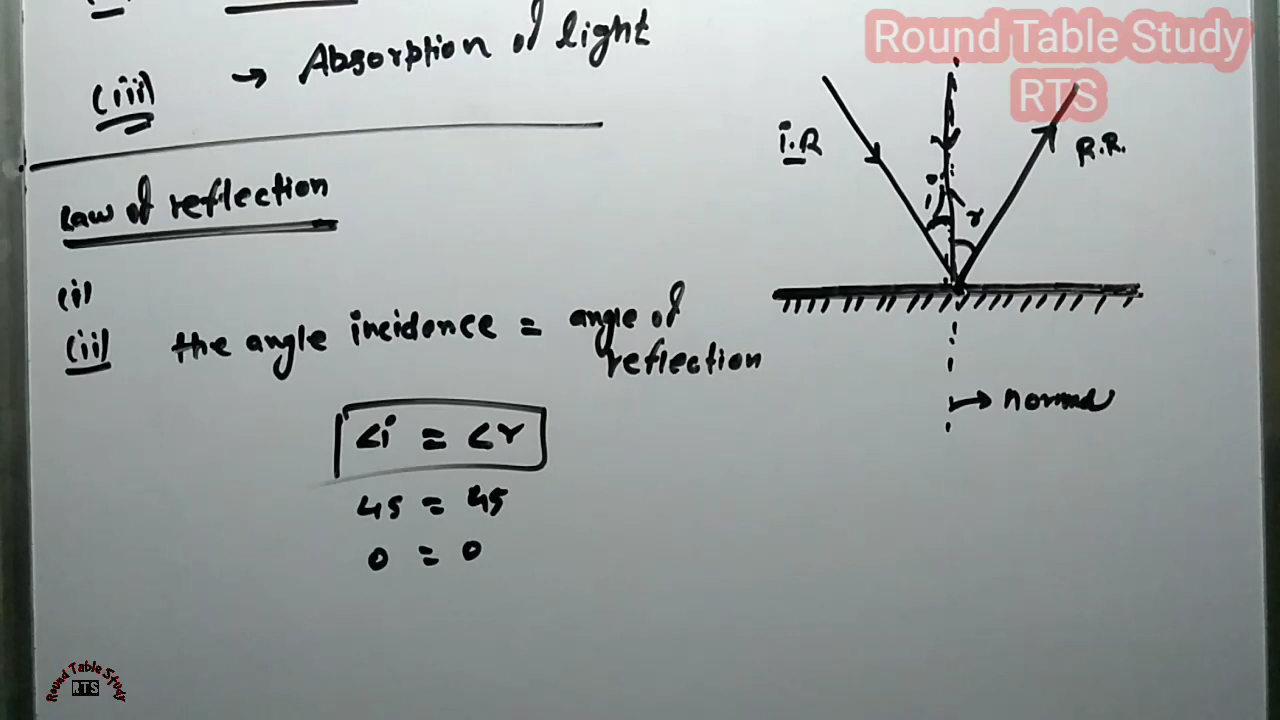 Round Table Study
RTS
(iii) → Absorption of light
Law of reflection
(i)
(ii) the angle incidence = angle of
reflection
∠i = ∠r
45 = 45
0 = 0
i.R
i
r
R.R.
→ normal
Round Table Study
RTS